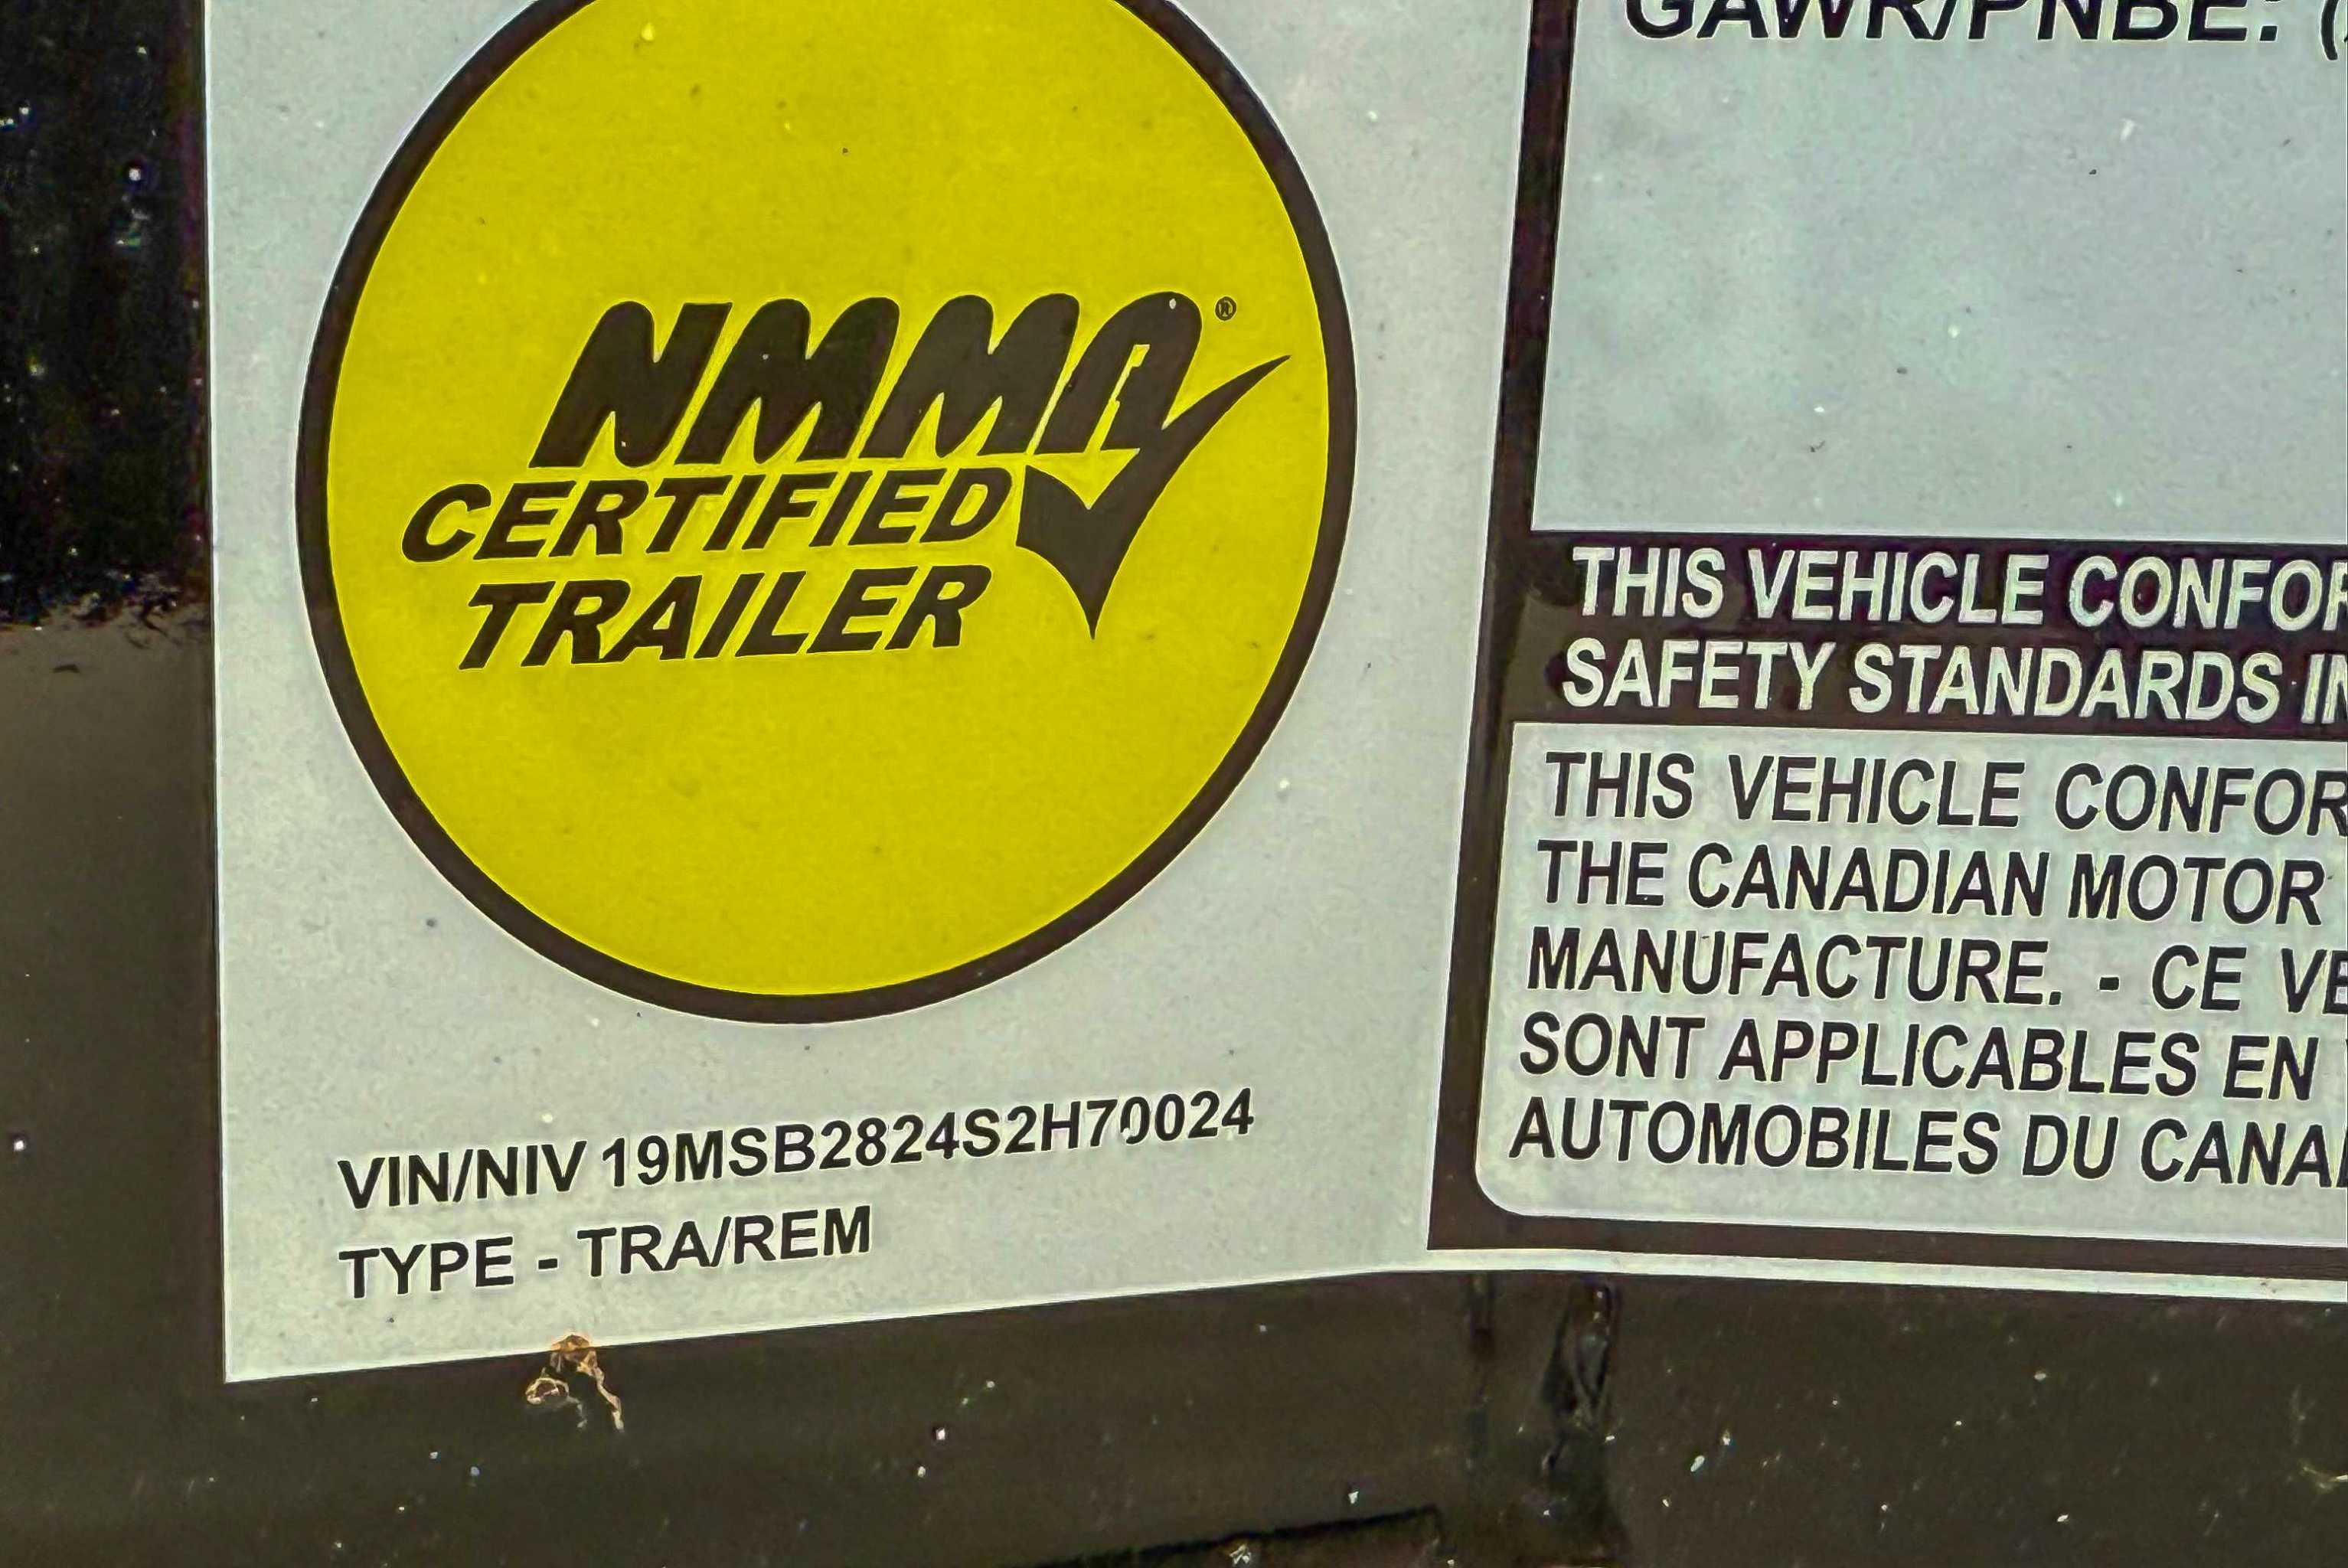 NMMA®
CERTIFIED
TRAILER
VIN/NIV 19MSB2824S2H70024
TYPE - TRA/REM
GAWR/PNBE: (
THIS VEHICLE CONFOR
SAFETY STANDARDS IN
THIS VEHICLE CONFOR
THE CANADIAN MOTOR
MANUFACTURE. - CE VE
SONT APPLICABLES EN
AUTOMOBILES DU CANA